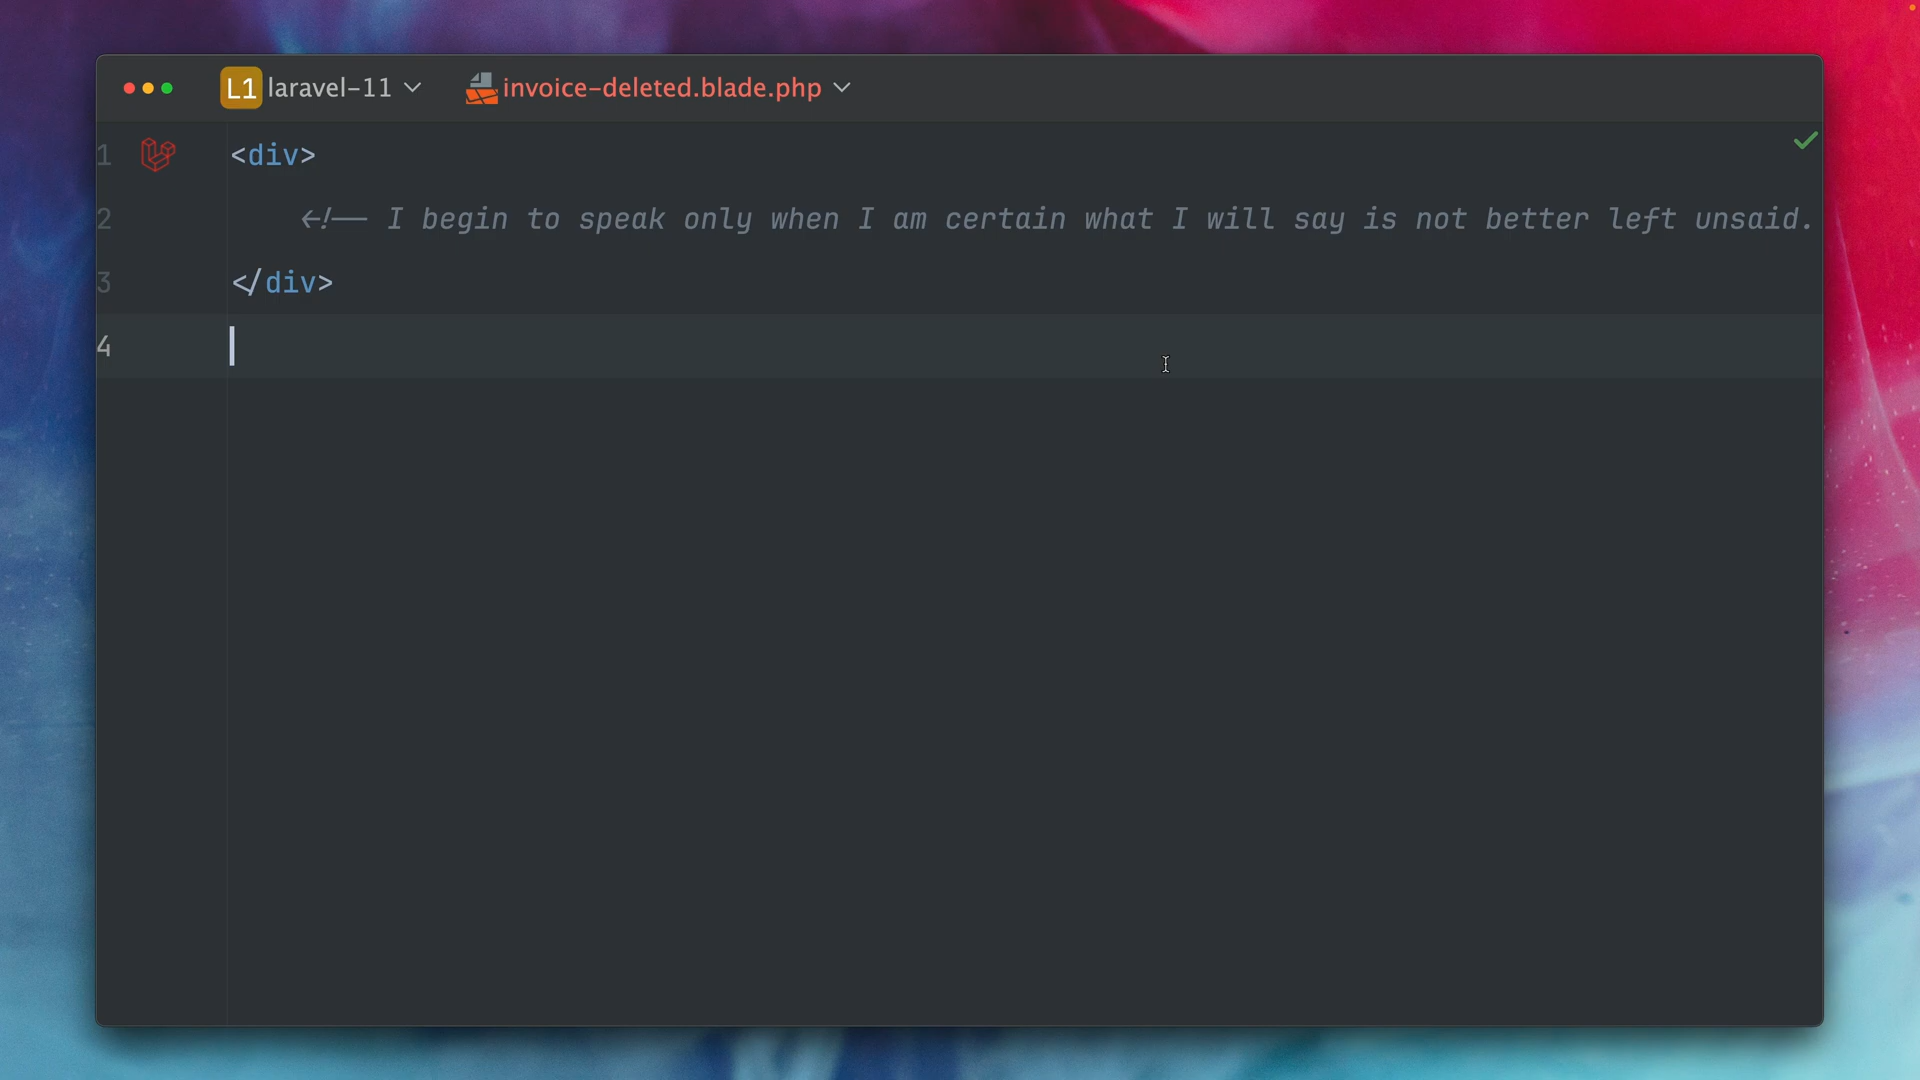 L1 laravel-11 invoice-deleted.blade.php
1 <div>
2 <!-- I begin to speak only when I am certain what I will say is not better left unsaid.
3 </div>
4